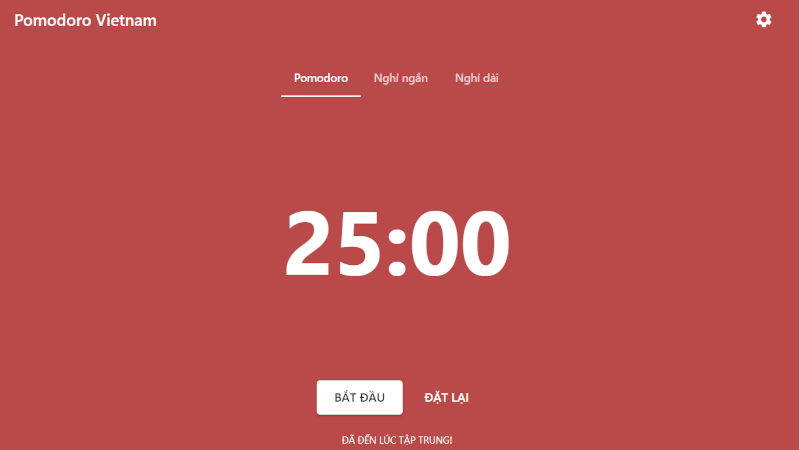 Pomodoro Vietnam
Pomodoro Nghỉ ngắn Nghỉ dài
25:00
BẮT ĐẦU ĐẶT LẠI
ĐÃ ĐẾN LÚC TẬP TRUNG!